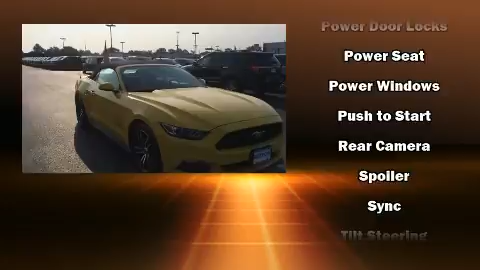 Power Door Locks
Power Seat
Power Windows
Push to Start
Rear Camera
Spoiler
Sync
Tilt Steering